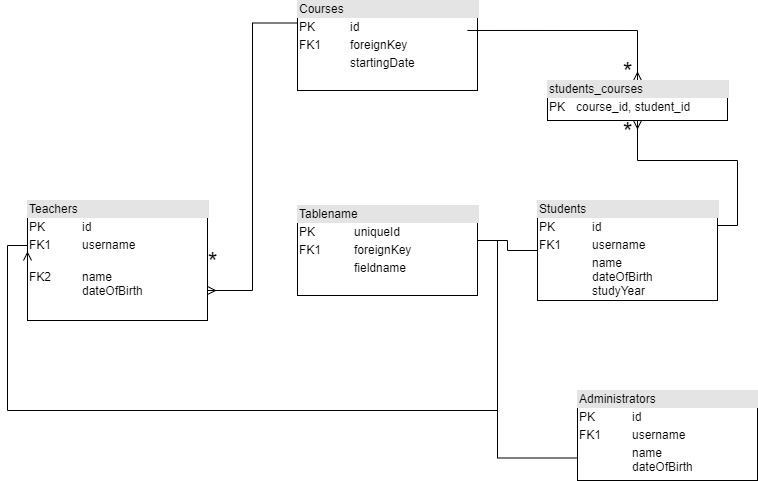 Courses
PK id
FK1 foreignKey
startingDate
*
students_courses
PK course_id, student_id
*
Teachers
PK id
FK1 username
FK2 name
dateOfBirth
*
Tablename
PK uniqueId
FK1 foreignKey
fieldname
Students
PK id
FK1 username
name
dateOfBirth
studyYear
Administrators
PK id
FK1 username
name
dateOfBirth